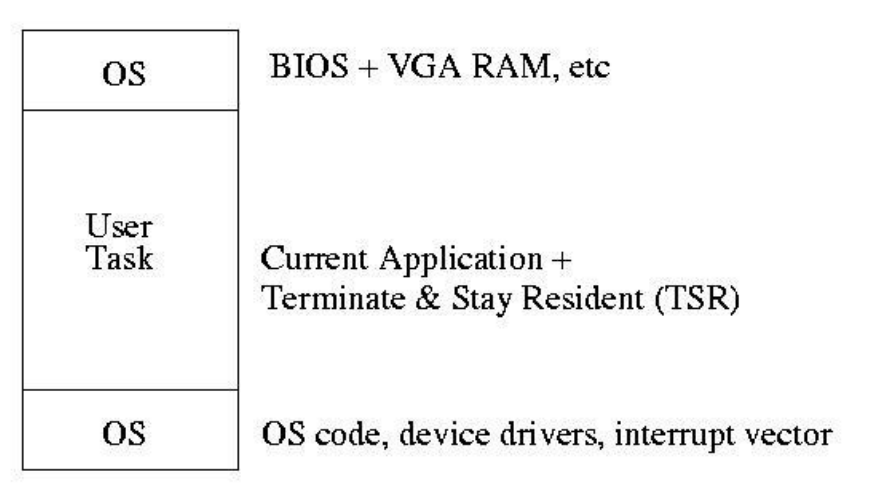 OS
BIOS + VGA RAM, etc
User
Task
Current Application +
Terminate & Stay Resident (TSR)
OS
OS code, device drivers, interrupt vector